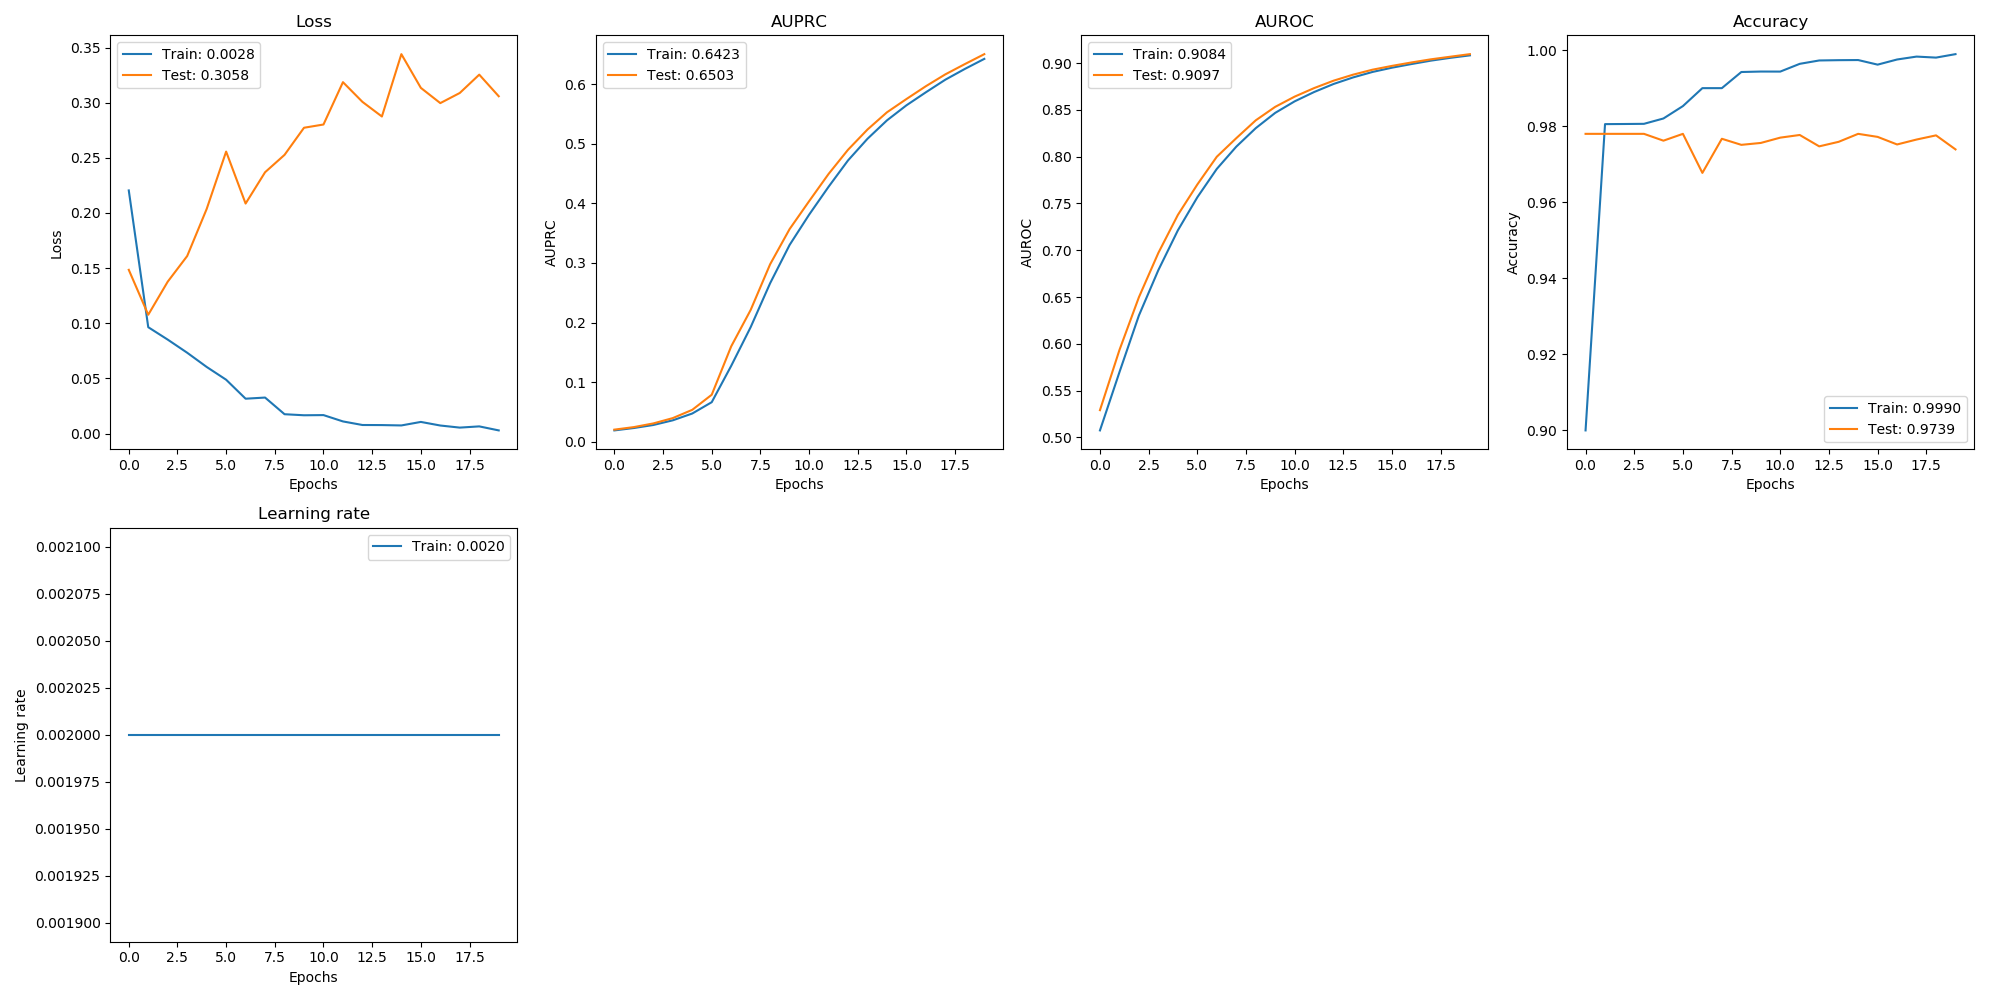 Loss
Train: 0.0028
Test: 0.3058
0.35
0.30
0.25
0.20
0.15
0.10
0.05
0.00
Loss
0.0 2.5 5.0 7.5 10.0 12.5 15.0 17.5
Epochs
AUPRC
Train: 0.6423
Test: 0.6503
0.6
0.5
0.4
0.3
0.2
0.1
0.0
AUPRC
0.0 2.5 5.0 7.5 10.0 12.5 15.0 17.5
Epochs
AUROC
Train: 0.9084
Test: 0.9097
0.90
0.85
0.80
0.75
0.70
0.65
0.60
0.55
0.50
AUROC
0.0 2.5 5.0 7.5 10.0 12.5 15.0 17.5
Epochs
Accuracy
1.00
0.98
0.96
0.94
0.92
0.90
Accuracy
Train: 0.9990
Test: 0.9739
0.0 2.5 5.0 7.5 10.0 12.5 15.0 17.5
Epochs
Learning rate
Train: 0.0020
0.002100
0.002075
0.002050
0.002025
0.002000
0.001975
0.001950
0.001925
0.001900
Learning rate
0.0 2.5 5.0 7.5 10.0 12.5 15.0 17.5
Epochs